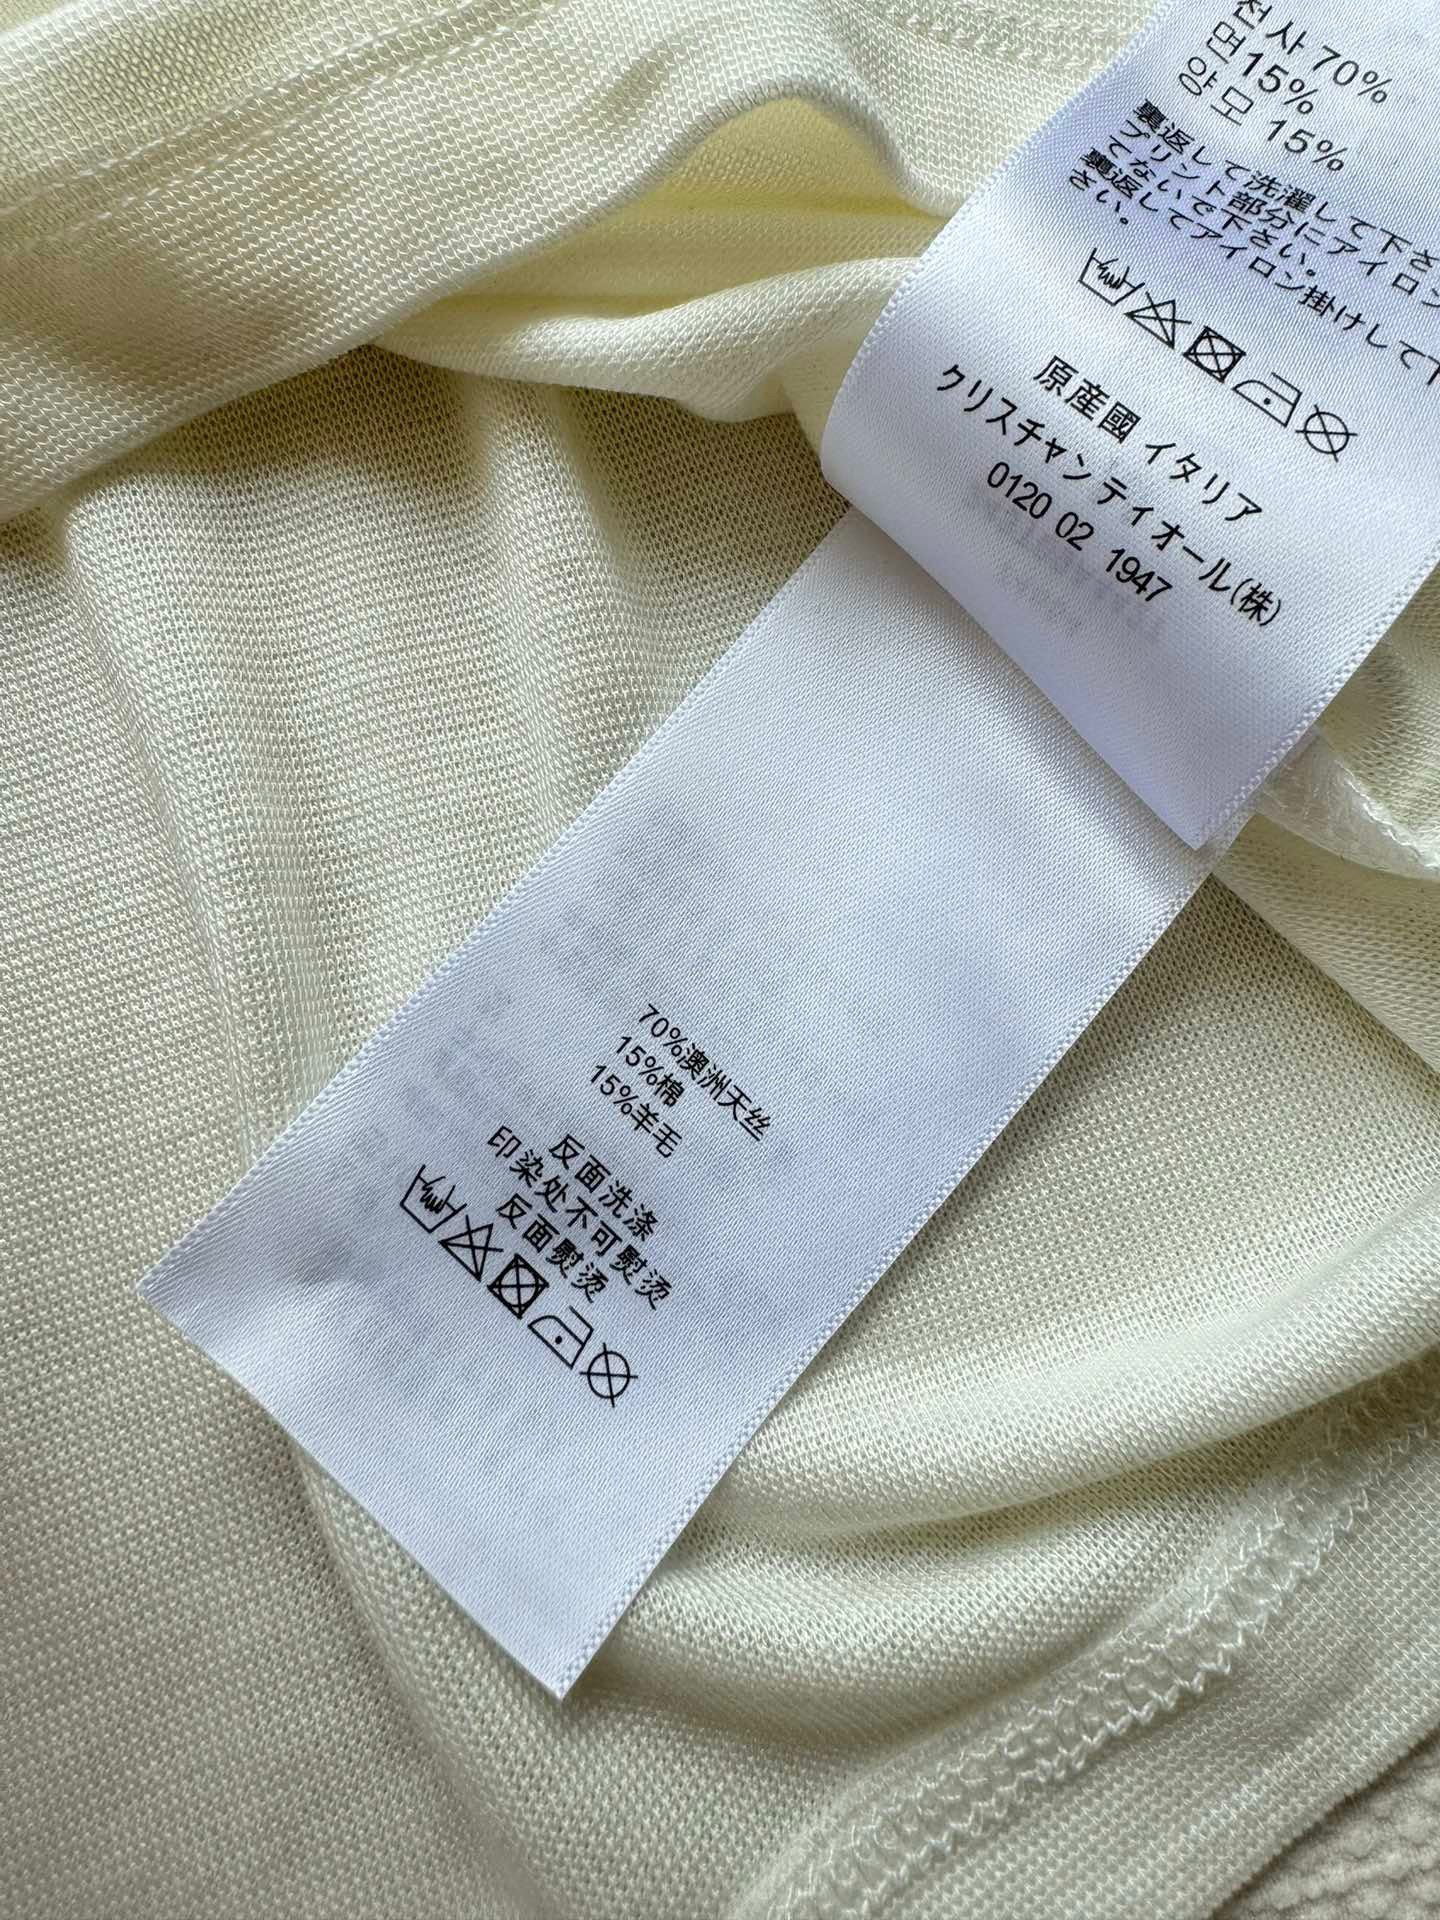 천사 70%
면15%
양모 15%
裏返して洗濯して下さ
プリント部分にアイロン
てないで下さい。
裏返してアイロン掛けして下
さい。
原産國 イタリア
クリスチャンディオール(株)
0120 02 1947
70%澳洲天丝
15%棉
15%羊毛
反面洗涤
印染处不可熨烫
反面熨烫